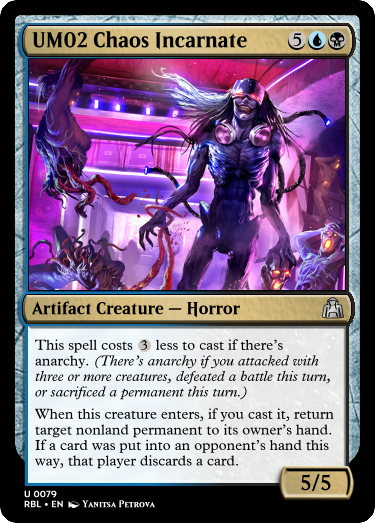 UM02 Chaos Incarnate 5
Artifact Creature — Horror
This spell costs 3 less to cast if there's
anarchy. (There's anarchy if you attacked with
three or more creatures, defeated a battle this turn,
or sacrificed a permanent this turn.)
When this creature enters, if you cast it, return
target nonland permanent to its owner's hand.
If a card was put into an opponent's hand this
way, that player discards a card.
5/5
U 0079
RBL • EN Yanitsa Petrova